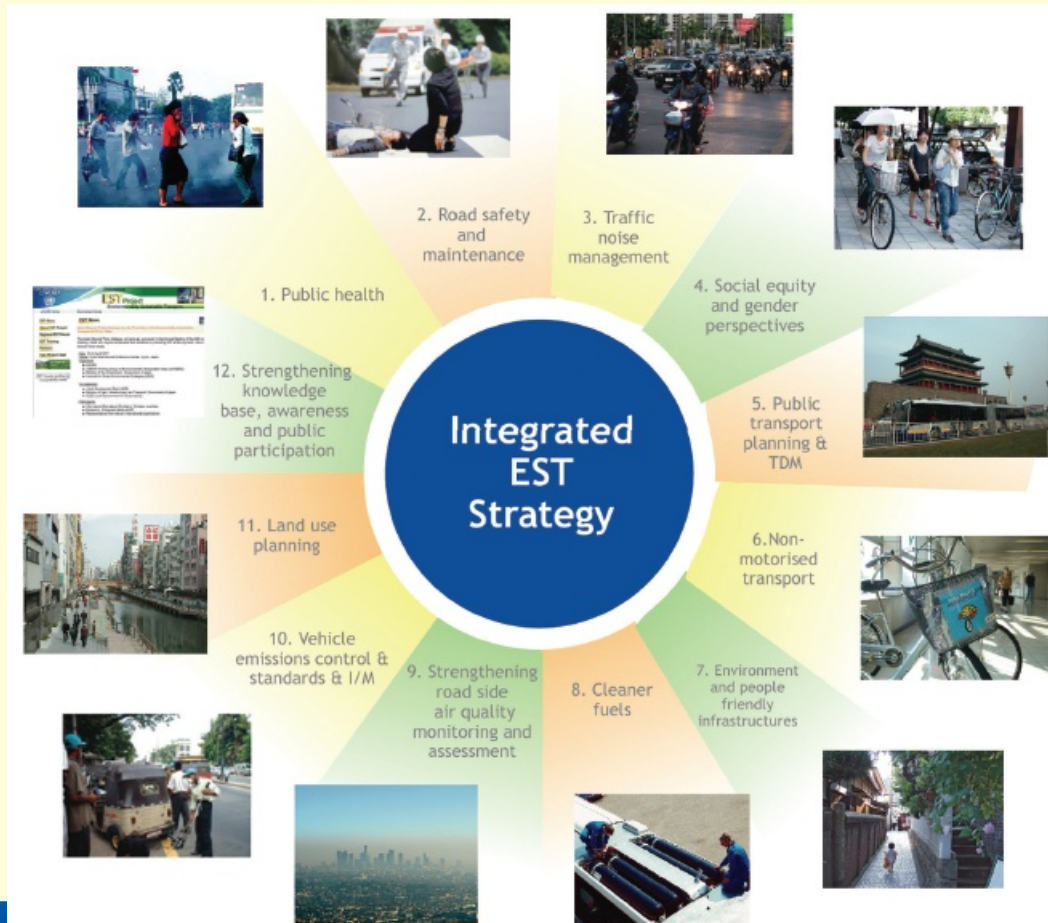 Integrated
EST
Strategy
1. Public health
2. Road safety
and
maintenance
3. Traffic
noise
management
4. Social equity
and gender
perspectives
5. Public
transport
planning &
TDM
6.Non-
motorised
transport
7. Environment
and people
friendly
infrastructures
8. Cleaner
fuels
9. Strengthening
road side
air quality
monitoring and
assessment
10. Vehicle
emissions control &
standards & I/M
11. Land use
planning
12. Strengthening
knowledge
base, awareness
and public
participation
EST Project